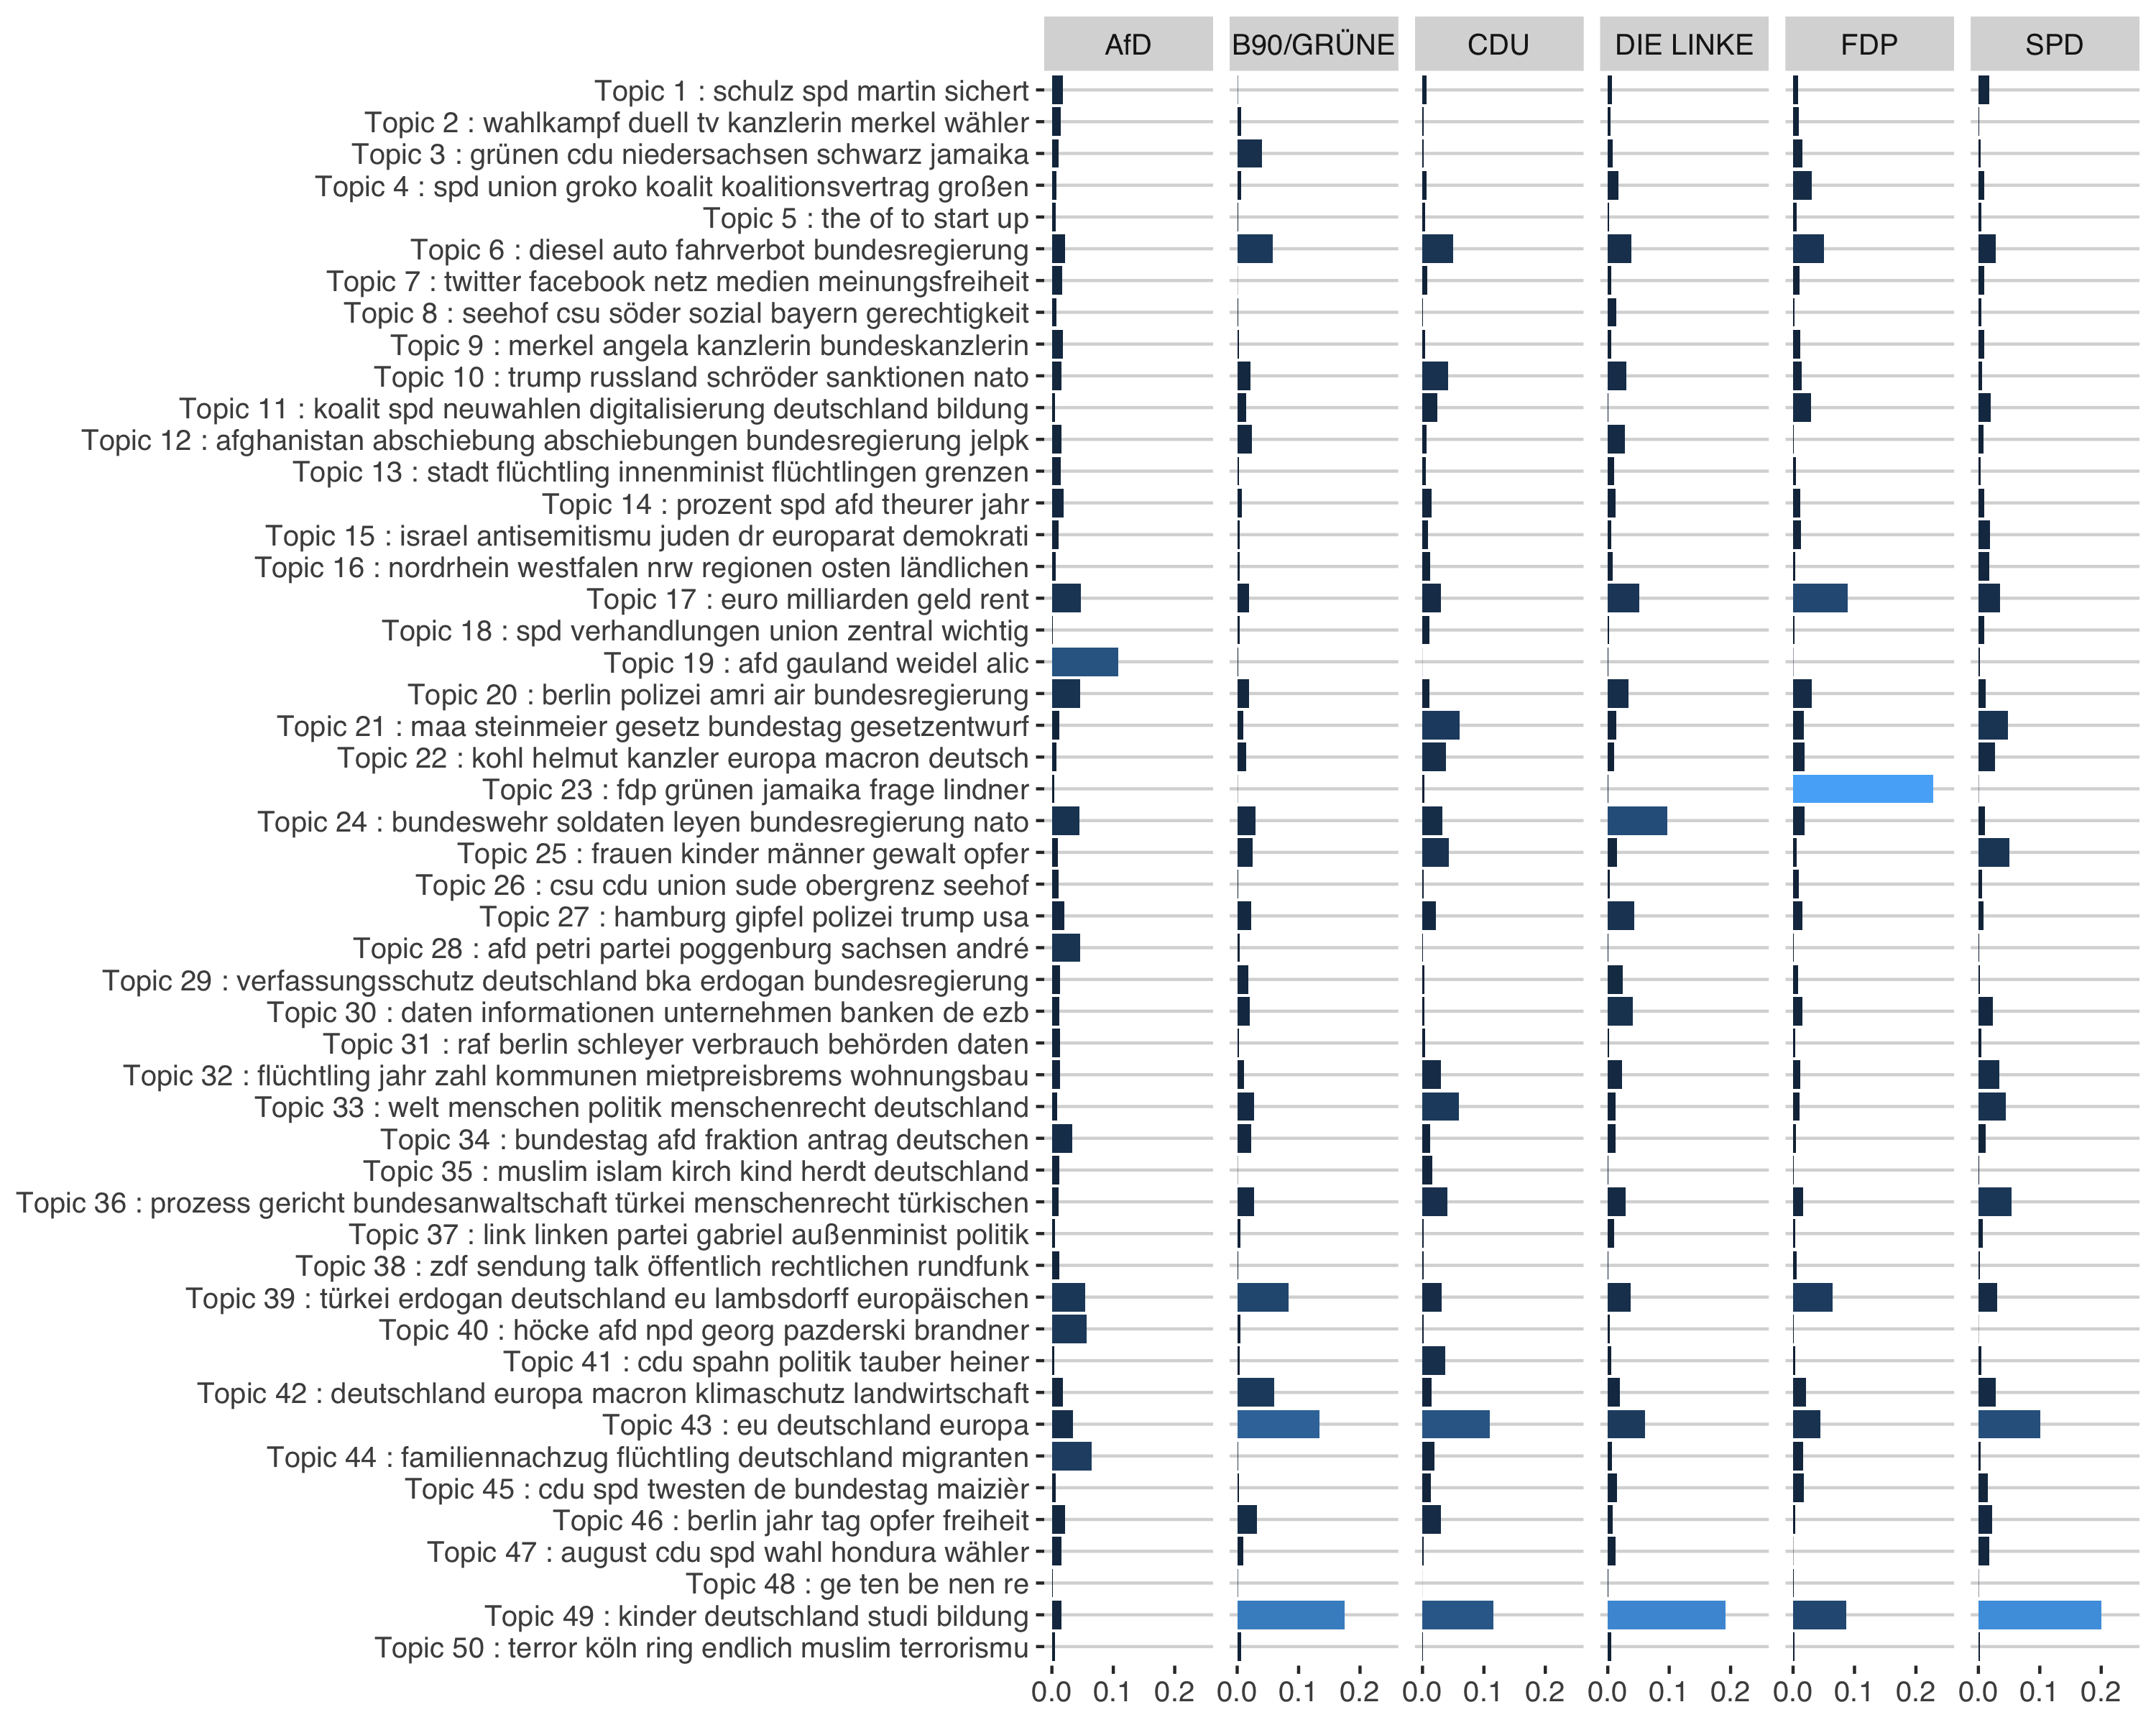 AfD B90/GRÜNE CDU DIE LINKE FDP SPD
Topic 1 : schulz spd martin sichert
Topic 2 : wahlkampf duell tv kanzlerin merkel wähler
Topic 3 : grünen cdu niedersachsen schwarz jamaika
Topic 4 : spd union groko koalit koalitionsvertrag großen
Topic 5 : the of to start up
Topic 6 : diesel auto fahrverbot bundesregierung
Topic 7 : twitter facebook netz medien meinungsfreiheit
Topic 8 : seehof csu söder sozial bayern gerechtigkeit
Topic 9 : merkel angela kanzlerin bundeskanzlerin
Topic 10 : trump russland schröder sanktionen nato
Topic 11 : koalit spd neuwahlen digitalisierung deutschland bildung
Topic 12 : afghanistan abschiebung abschiebungen bundesregierung jelpk
Topic 13 : stadt flüchtling innenminist flüchtlingen grenzen
Topic 14 : prozent spd afd theurer jahr
Topic 15 : israel antisemitismu juden dr europarat demokrati
Topic 16 : nordrhein westfalen nrw regionen osten ländlichen
Topic 17 : euro milliarden geld rent
Topic 18 : spd verhandlungen union zentral wichtig
Topic 19 : afd gauland weidel alic
Topic 20 : berlin polizei amri air bundesregierung
Topic 21 : maa steinmeier gesetz bundestag gesetzentwurf
Topic 22 : kohl helmut kanzler europa macron deutsch
Topic 23 : fdp grünen jamaika frage lindner
Topic 24 : bundeswehr soldaten leyen bundesregierung nato
Topic 25 : frauen kinder männer gewalt opfer
Topic 26 : csu cdu union sude obergrenz seehof
Topic 27 : hamburg gipfel polizei trump usa
Topic 28 : afd petri partei poggenburg sachsen andré
Topic 29 : verfassungsschutz deutschland bka erdogan bundesregierung
Topic 30 : daten informationen unternehmen banken de ezb
Topic 31 : raf berlin schleyer verbrauch behörden daten
Topic 32 : flüchtling jahr zahl kommunen mietpreisbrems wohnungsbau
Topic 33 : welt menschen politik menschenrecht deutschland
Topic 34 : bundestag afd fraktion antrag deutschen
Topic 35 : muslim islam kirch kind herdt deutschland
Topic 36 : prozess gericht bundesanwaltschaft türkei menschenrecht türkischen
Topic 37 : link linken partei gabriel außenminist politik
Topic 38 : zdf sendung talk öffentlich rechtlichen rundfunk
Topic 39 : türkei erdogan deutschland eu lambsdorff europäischen
Topic 40 : höcke afd npd georg pazderski brandner
Topic 41 : cdu spahn politik tauber heiner
Topic 42 : deutschland europa macron klimaschutz landwirtschaft
Topic 43 : eu deutschland europa
Topic 44 : familiennachzug flüchtling deutschland migranten
Topic 45 : cdu spd twesten de bundestag maizièr
Topic 46 : berlin jahr tag opfer freiheit
Topic 47 : august cdu spd wahl hondura wähler
Topic 48 : ge ten be nen re
Topic 49 : kinder deutschland studi bildung
Topic 50 : terror köln ring endlich muslim terrorismu
0.0 0.1 0.2 0.0 0.1 0.2 0.0 0.1 0.2 0.0 0.1 0.2 0.0 0.1 0.2 0.0 0.1 0.2